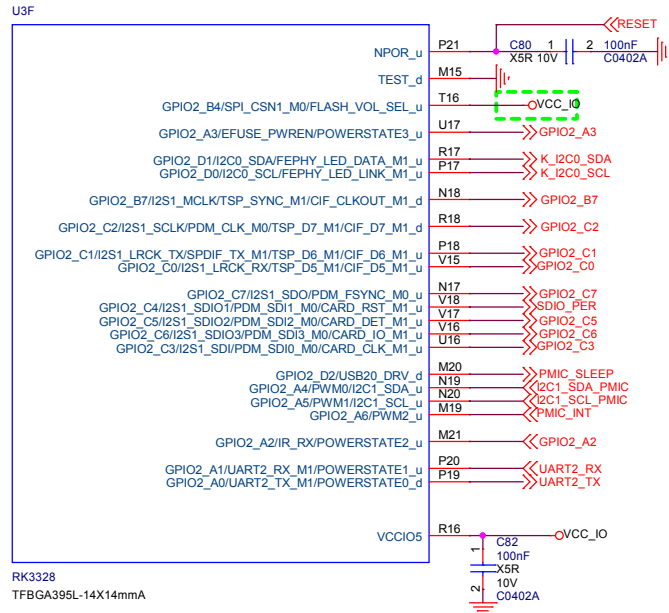 U3F
RESET
NPOR_u P21 C80 1 2 100nF
X5R 10V C0402A
TEST_d M15
GPIO2_B4/SPI_CSN1_M0/FLASH_VOL_SEL_u T16 VCC_IO
GPIO2_A3/EFUSE_PWREN/POWERSTATE3_u U17 GPIO2_A3
GPIO2_D1/I2C0_SDA/FEPHY_LED_DATA_M1_u R17 K_I2C0_SDA
GPIO2_D0/I2C0_SCL/FEPHY_LED_LINK_M1_u P17 K_I2C0_SCL
GPIO2_B7/I2S1_MCLK/TSP_SYNC_M1/CIF_CLKOUT_M1_d N18 GPIO2_B7
GPIO2_C2/I2S1_SCLK/PDM_CLK_M0/TSP_D7_M1/CIF_D7_M1_d R18 GPIO2_C2
GPIO2_C1/I2S1_LRCK_TX/SPDIF_TX_M1/TSP_D6_M1/CIF_D6_M1_u P18 GPIO2_C1
GPIO2_C0/I2S1_LRCK_RX/TSP_D5_M1/CIF_D5_M1_u V15 GPIO2_C0
GPIO2_C7/I2S1_SDO/PDM_FSYNC_M0_u N17 GPIO2_C7
GPIO2_C4/I2S1_SDIO1/PDM_SDI1_M0/CARD_RST_M1_u V18 SDIO_PER
GPIO2_C5/I2S1_SDIO2/PDM_SDI2_M0/CARD_DET_M1_u V17 GPIO2_C5
GPIO2_C6/I2S1_SDIO3/PDM_SDI3_M0/CARD_IO_M1_u V16 GPIO2_C6
GPIO2_C3/I2S1_SDI/PDM_SDI0_M0/CARD_CLK_M1_u U16 GPIO2_C3
GPIO2_D2/USB20_DRV_d M20 PMIC_SLEEP
GPIO2_A4/PWM0/I2C1_SDA_u N19 I2C1_SDA_PMIC
GPIO2_A5/PWM1/I2C1_SCL_u N20 I2C1_SCL_PMIC
GPIO2_A6/PWM2_u M19 PMIC_INT
GPIO2_A2/IR_RX/POWERSTATE2_u M21 GPIO2_A2
GPIO2_A1/UART2_RX_M1/POWERSTATE1_u P20 UART2_RX
GPIO2_A0/UART2_TX_M1/POWERSTATE0_d P19 UART2_TX
VCCIO5 R16 VCC_IO
1 C82
100nF
X5R
10V
2 C0402A
RK3328
TFBGA395L-14X14mmA